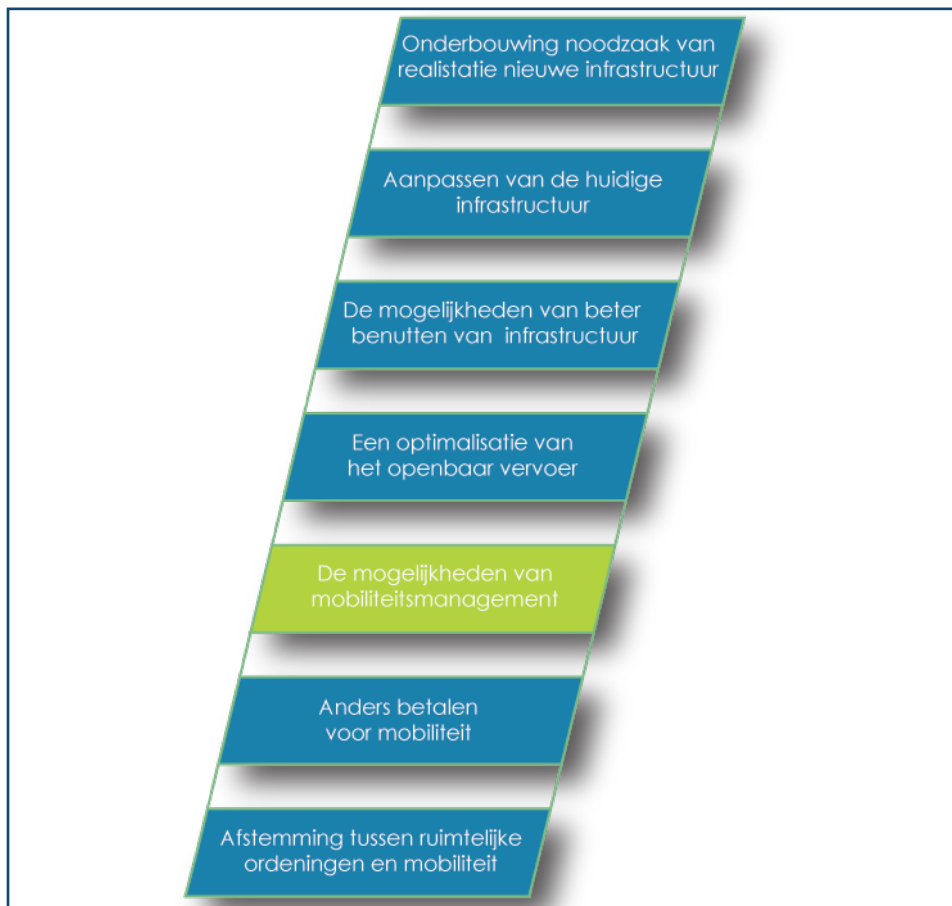 Onderbouwing noodzaak van
realistatie nieuwe infrastructuur
Aanpassen van de huidige
infrastructuur
De mogelijkheden van beter
benutten van infrastructuur
Een optimalisatie van
het openbaar vervoer
De mogelijkheden van
mobiliteitsmanagement
Anders betalen
voor mobiliteit
Afstemming tussen ruimtelijke
ordeningen en mobiliteit